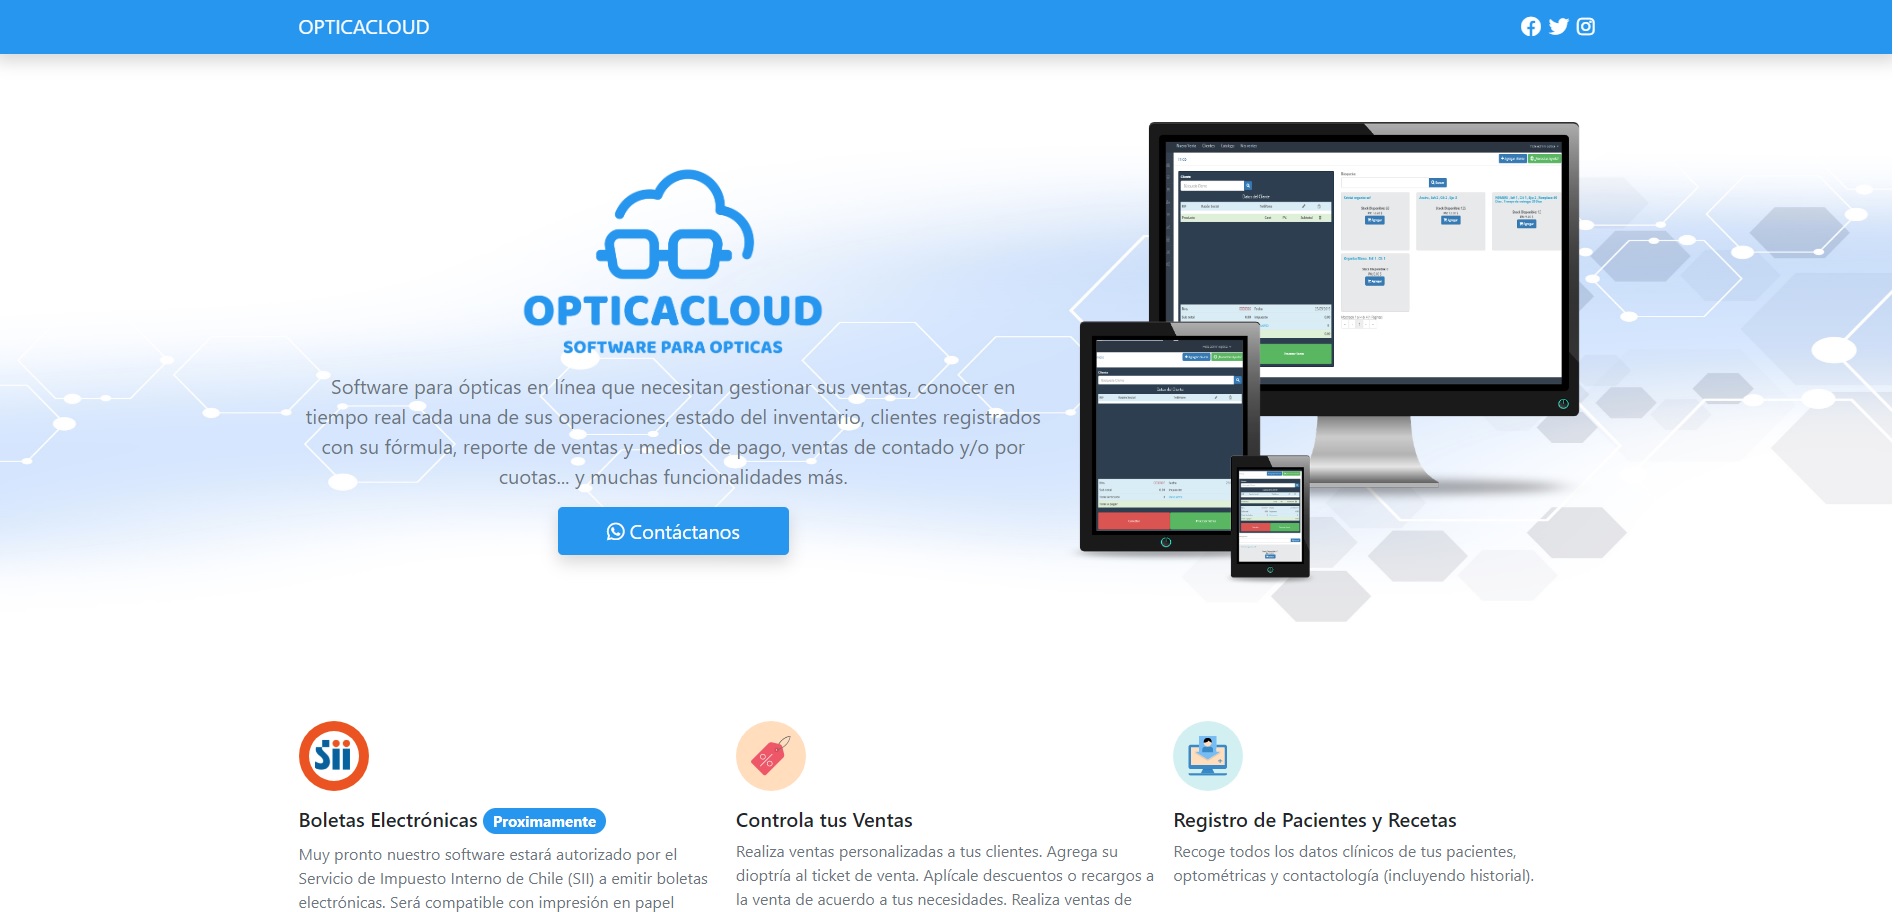 OPTICACLOUD
OPTICACLOUD
SOFTWARE PARA OPTICAS
Software para ópticas en línea que necesitan gestionar sus ventas, conocer en
tiempo real cada una de sus operaciones, estado del inventario, clientes registrados
con su fórmula, reporte de ventas y medios de pago, ventas de contado y/o por
cuotas... y muchas funcionalidades más.
Contáctanos
Sii
Boletas Electrónicas Proximamente
Muy pronto nuestro software estará autorizado por el
Servicio de Impuesto Interno de Chile (SII) a emitir boletas
electrónicas. Será compatible con impresión en papel
%
Controla tus Ventas
Realiza ventas personalizadas a tus clientes. Agrega su
dioptría al ticket de venta. Aplícale descuentos o recargos a
la venta de acuerdo a tus necesidades. Realiza ventas de
Registro de Pacientes y Recetas
Recoge todos los datos clínicos de tus pacientes,
optométricas y contactología (incluyendo historial).